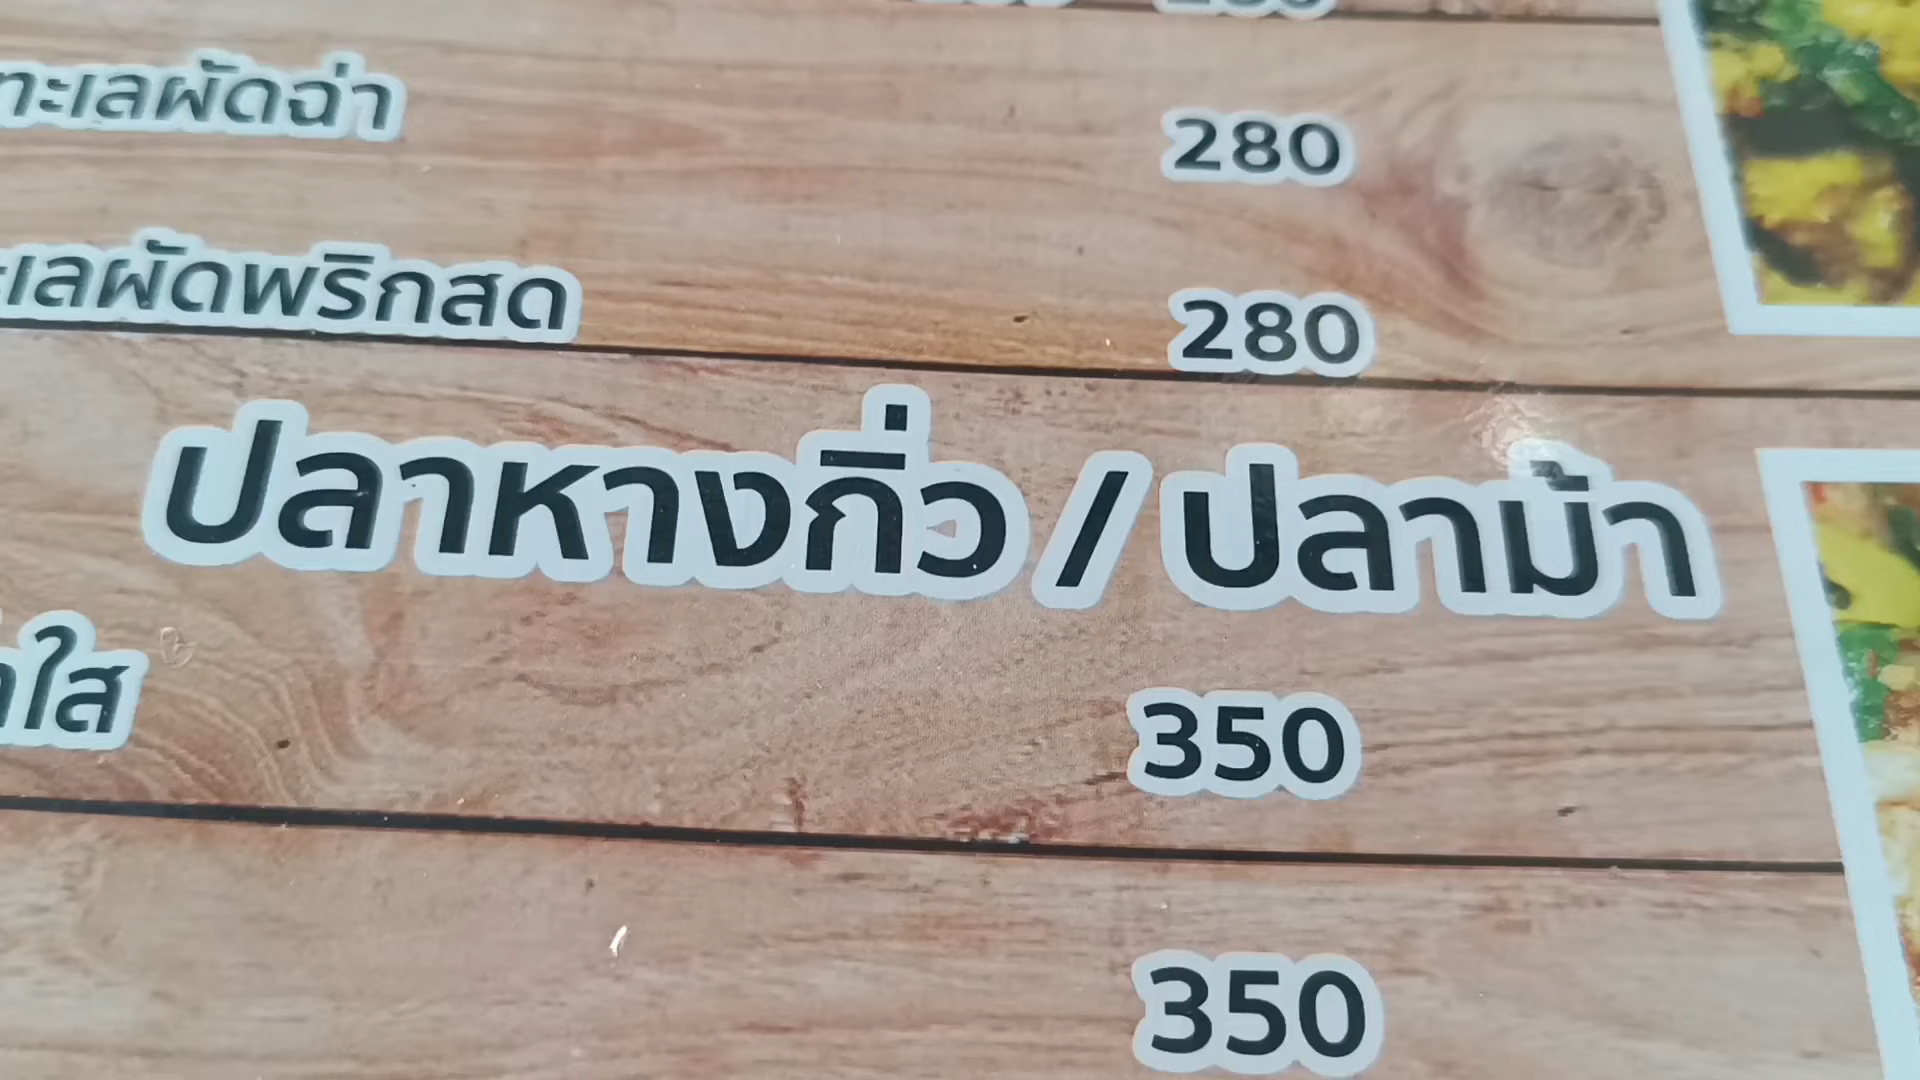 ทะเลผัดฉ่า 280
ะเลผัดพริกสด 280
ปลาหางกิ่ว / ปลาม้า
ใส 350
350